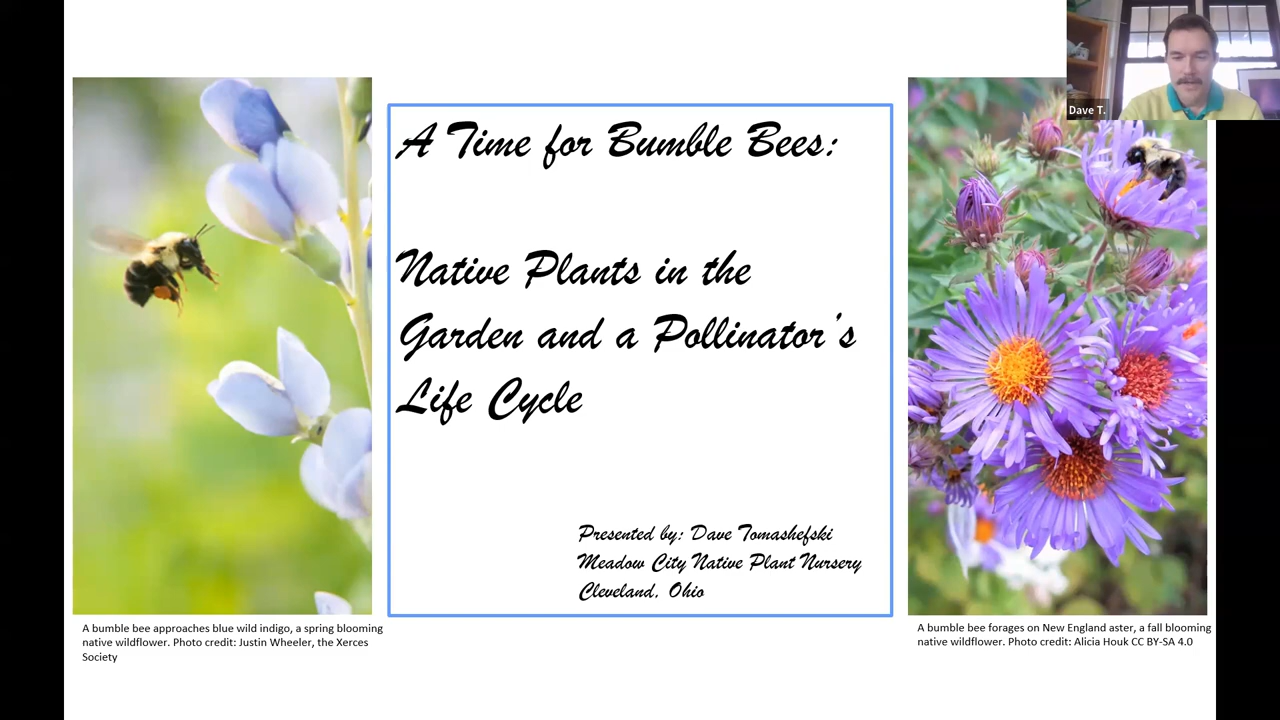 Dave T.
A Time for Bumble Bees:
Native Plants in the
Garden and a Pollinator's
Life Cycle
Presented by: Dave Tomashefski
Meadow City Native Plant Nursery
Cleveland, Ohio
A bumble bee approaches blue wild indigo, a spring blooming
native wildflower. Photo credit: Justin Wheeler, the Xerces
Society
A bumble bee forages on New England aster, a fall blooming
native wildflower. Photo credit: Alicia Houk CC BY-SA 4.0